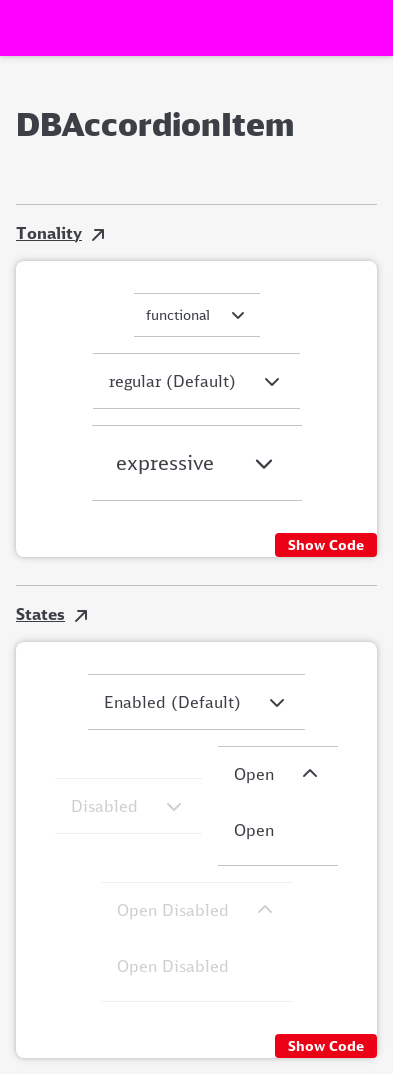 DBAccordionItem
Tonality
functional
regular (Default)
expressive
Show Code
States
Enabled (Default)
Disabled
Open
Open
Open Disabled
Open Disabled
Show Code